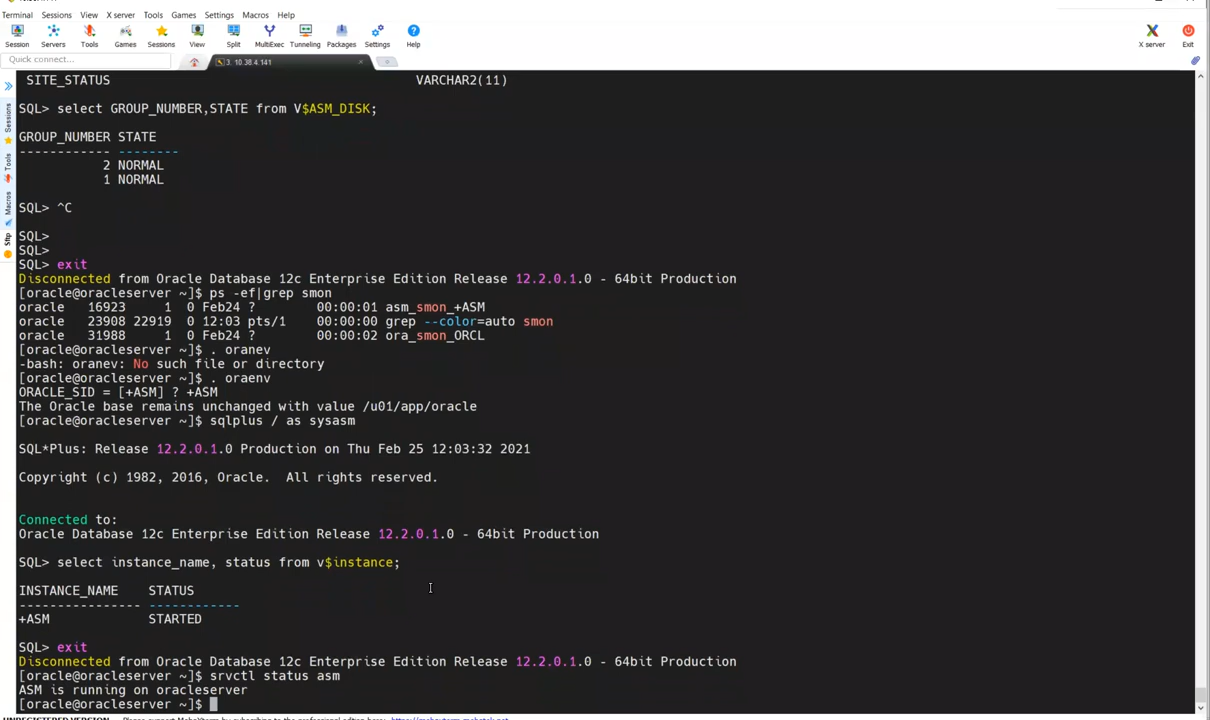 Terminal Sessions View X server Tools Games Settings Macros Help
Session Servers Tools Games Sessions View Split MultiExec Tunneling Packages Settings Help X server Exit
Quick connect... 3. 10.38.4.141
Sessions
Tools
Macros
Sftp
SITE_STATUS VARCHAR2(11)
SQL> select GROUP_NUMBER,STATE from V$ASM_DISK;
GROUP_NUMBER STATE
------------ --------
2 NORMAL
1 NORMAL
SQL> ^C
SQL>
SQL>
SQL> exit
Disconnected from Oracle Database 12c Enterprise Edition Release 12.2.0.1.0 - 64bit Production
[oracle@oracleserver ~]$ ps -ef|grep smon
oracle 16923 1 0 Feb24 ? 00:00:01 asm_smon_+ASM
oracle 23908 22919 0 12:03 pts/1 00:00:00 grep --color=auto smon
oracle 31988 1 0 Feb24 ? 00:00:02 ora_smon_ORCL
[oracle@oracleserver ~]$ . oranev
-bash: oranev: No such file or directory
[oracle@oracleserver ~]$ . oraenv
ORACLE_SID = [+ASM] ? +ASM
The Oracle base remains unchanged with value /u01/app/oracle
[oracle@oracleserver ~]$ sqlplus / as sysasm
SQL*Plus: Release 12.2.0.1.0 Production on Thu Feb 25 12:03:32 2021
Copyright (c) 1982, 2016, Oracle. All rights reserved.
Connected to:
Oracle Database 12c Enterprise Edition Release 12.2.0.1.0 - 64bit Production
SQL> select instance_name, status from v$instance;
INSTANCE_NAME STATUS
---------------- ------------
+ASM STARTED
SQL> exit
Disconnected from Oracle Database 12c Enterprise Edition Release 12.2.0.1.0 - 64bit Production
[oracle@oracleserver ~]$ srvctl status asm
ASM is running on oracleserver
[oracle@oracleserver ~]$